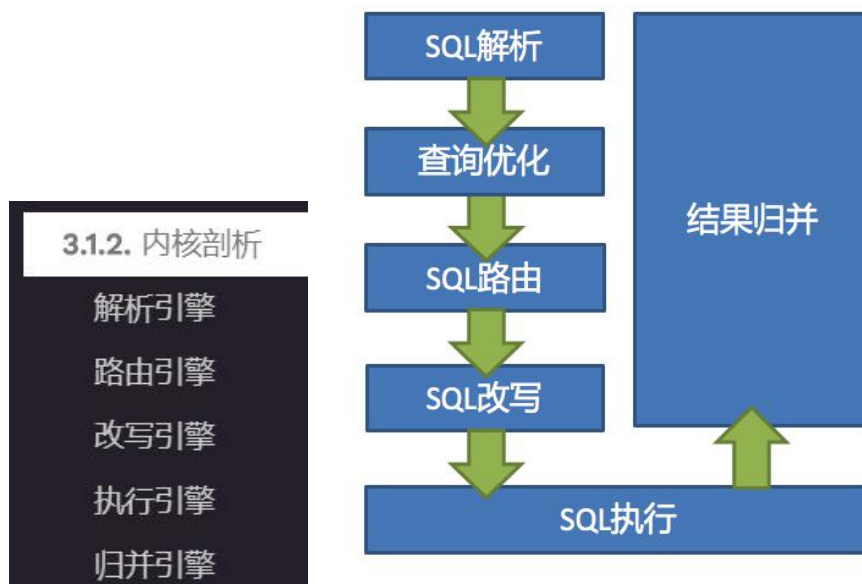 3.1.2. 内核剖析
解析引擎
路由引擎
改写引擎
执行引擎
归并引擎
SQL解析
查询优化
SQL路由
SQL改写
SQL执行
结果归并